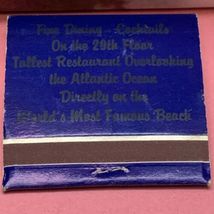 Fine Dining - Cocktails
On the 29th Floor
Tallest Restaurant Overlooking
the Atlantic Ocean
Directly on the
World's Most Famous Beach